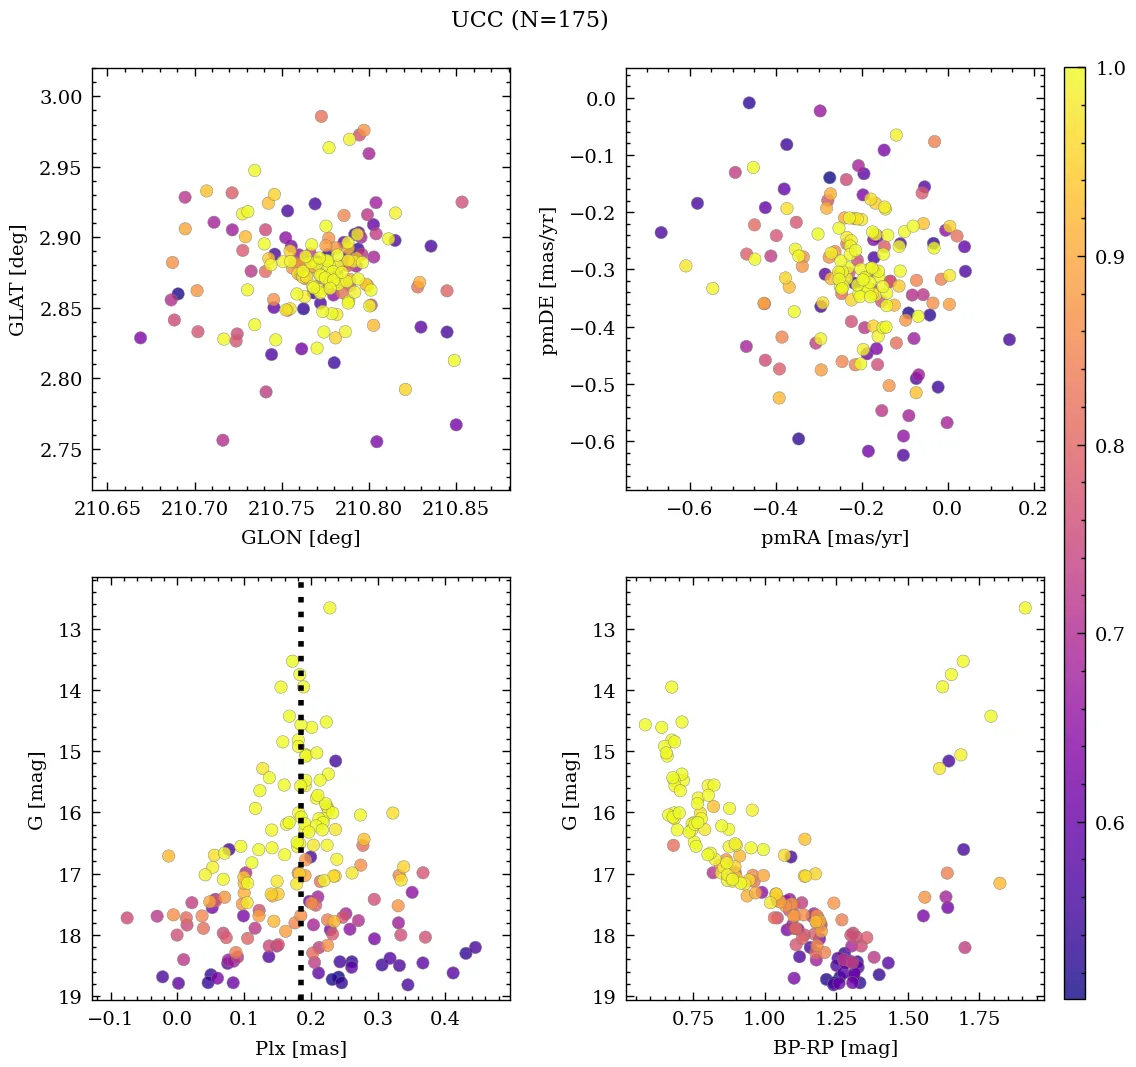 UCC (N=175)
3.00
2.95
2.90
2.85
2.80
2.75
GLAT [deg]
210.65 210.70 210.75 210.80 210.85
GLON [deg]
0.0
−0.1
−0.2
−0.3
−0.4
−0.5
−0.6
pmDE [mas/yr]
−0.6 −0.4 −0.2 0.0 0.2
pmRA [mas/yr]
1.0
0.9
0.8
0.7
0.6
13
14
15
16
17
18
19
G [mag]
−0.1 0.0 0.1 0.2 0.3 0.4
Plx [mas]
13
14
15
16
17
18
19
G [mag]
0.75 1.00 1.25 1.50 1.75
BP-RP [mag]